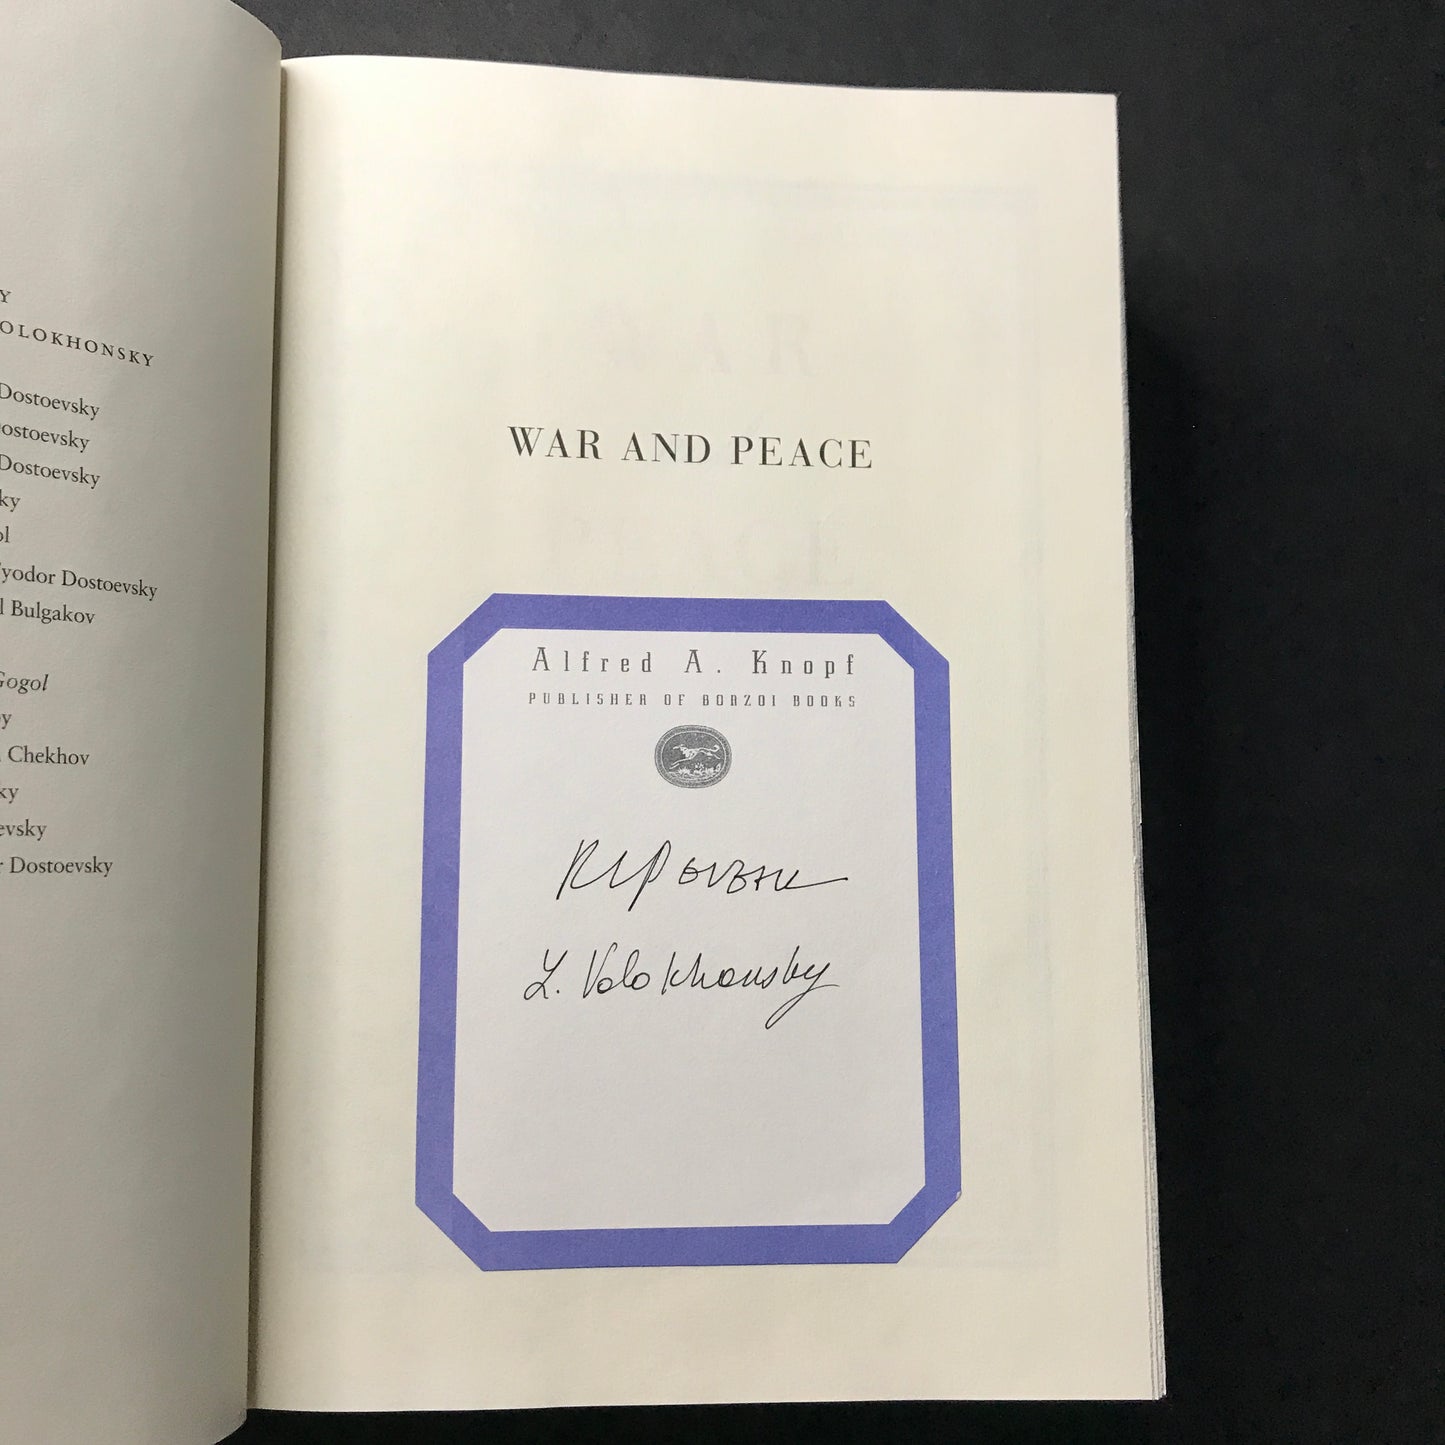 Y
OLOKHONSKY
Dostoevsky
ostoevsky
Dostoevsky
ky
ol
yodor Dostoevsky
l Bulgakov
Gogol
y
Chekhov
ky
evsky
r Dostoevsky
WAR AND PEACE
Alfred A. Knopf
PUBLISHER OF BORZOI BOOKS
L. Volokhonsky